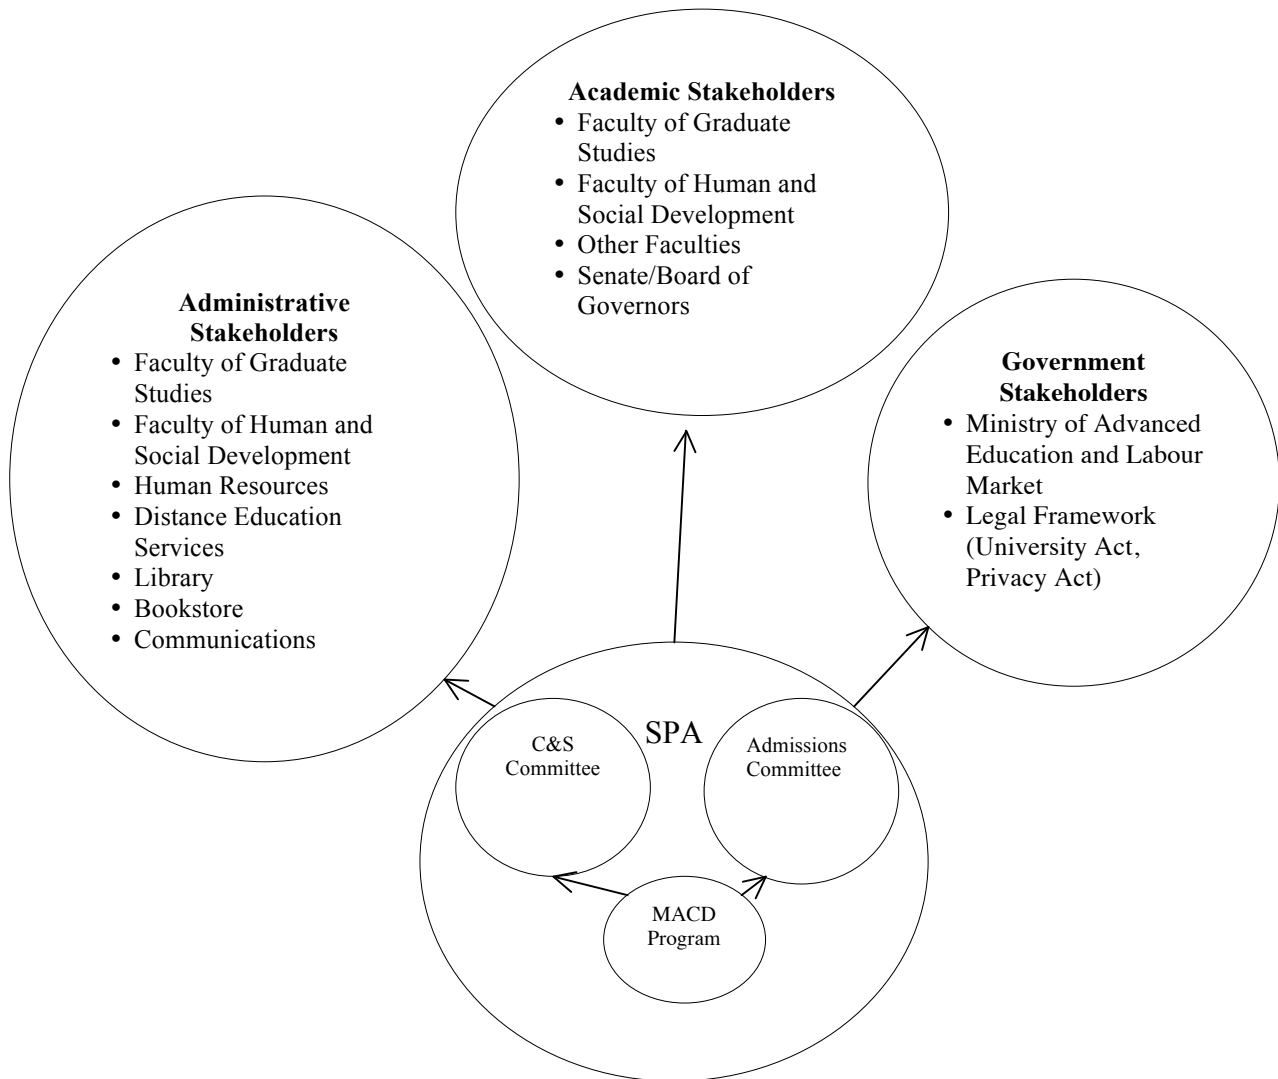 Academic Stakeholders
• Faculty of Graduate
Studies
• Faculty of Human and
Social Development
• Other Faculties
• Senate/Board of
Governors
Administrative
Stakeholders
• Faculty of Graduate
Studies
• Faculty of Human and
Social Development
• Human Resources
• Distance Education
Services
• Library
• Bookstore
• Communications
Government
Stakeholders
• Ministry of Advanced
Education and Labour
Market
• Legal Framework
(University Act,
Privacy Act)
SPA
C&S
Committee
Admissions
Committee
MACD
Program